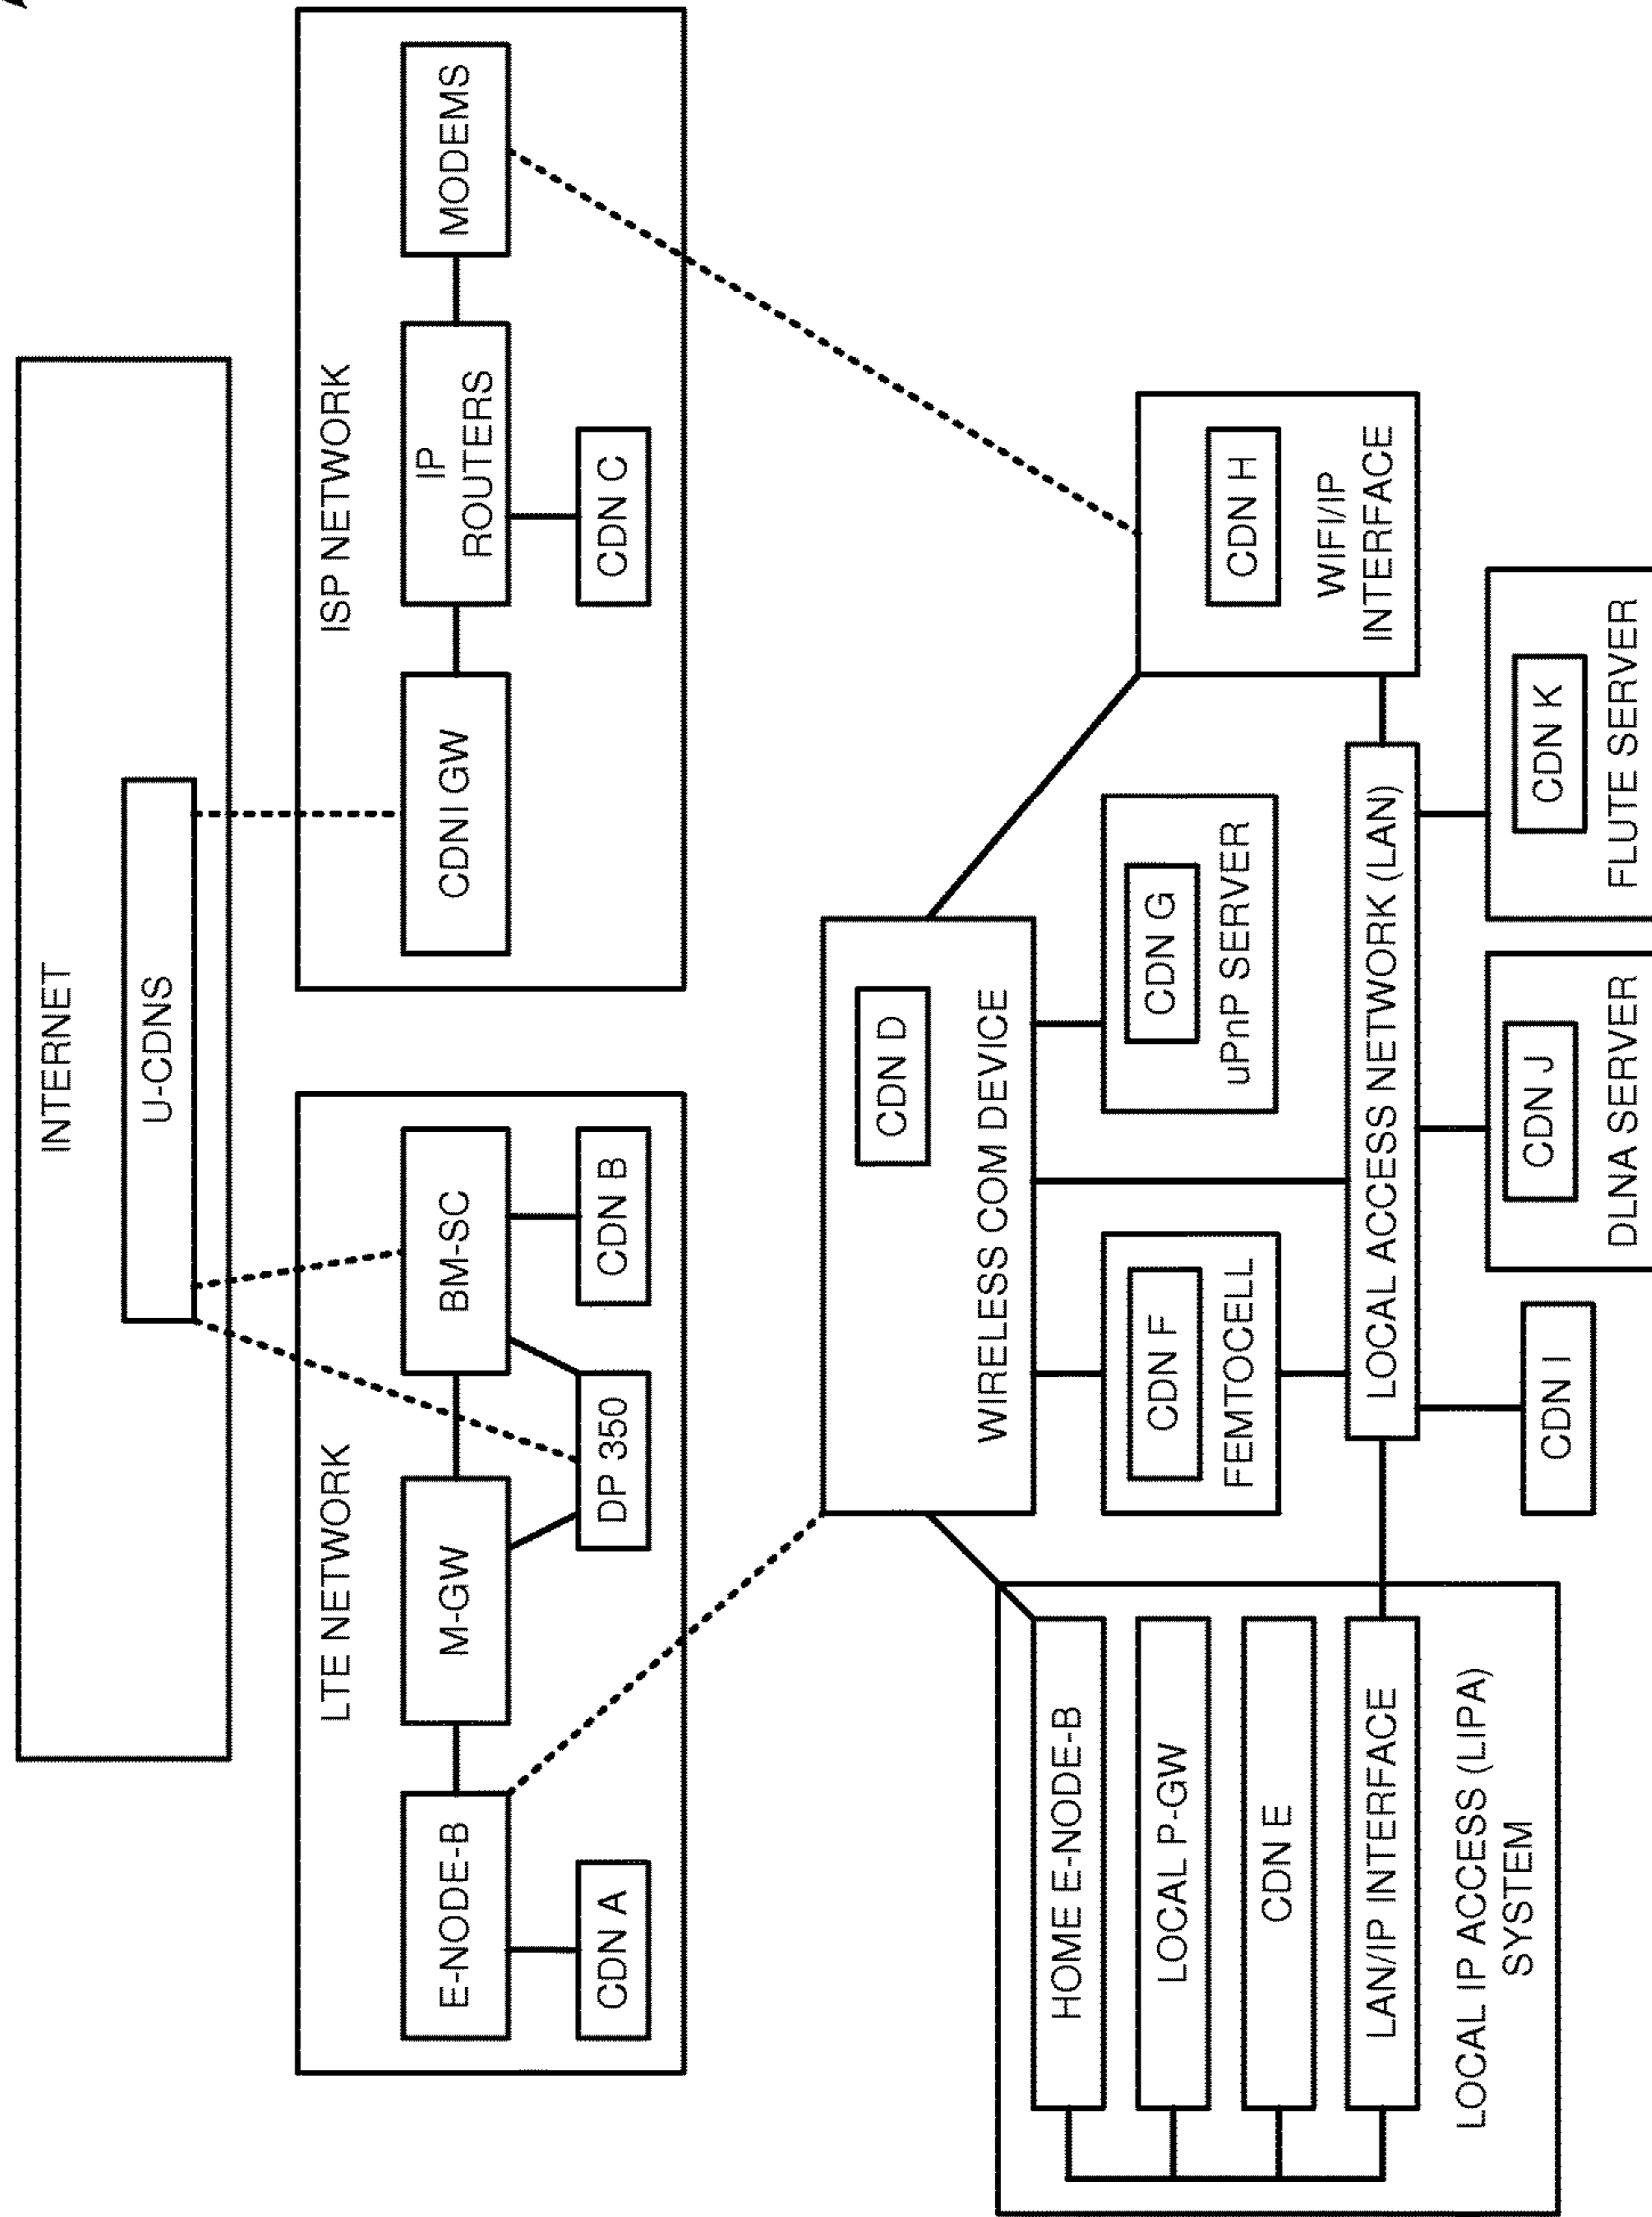 INTERNET
U-CDNS
LTE NETWORK
E-NODE-B
M-GW
BM-SC
CDN A
DP 350
CDN B
ISP NETWORK
CDNI GW
IP
ROUTERS
MODEMS
CDN C
CDN D
WIRELESS COM DEVICE
HOME E-NODE-B
LOCAL P-GW
CDN E
LAN/IP INTERFACE
LOCAL IP ACCESS (LIPA)
SYSTEM
CDN F
FEMTOCELL
CDN G
uPnP SERVER
CDN H
WIFI/IP
INTERFACE
LOCAL ACCESS NETWORK (LAN)
CDN I
CDN J
DLNA SERVER
CDN K
FLUTE SERVER